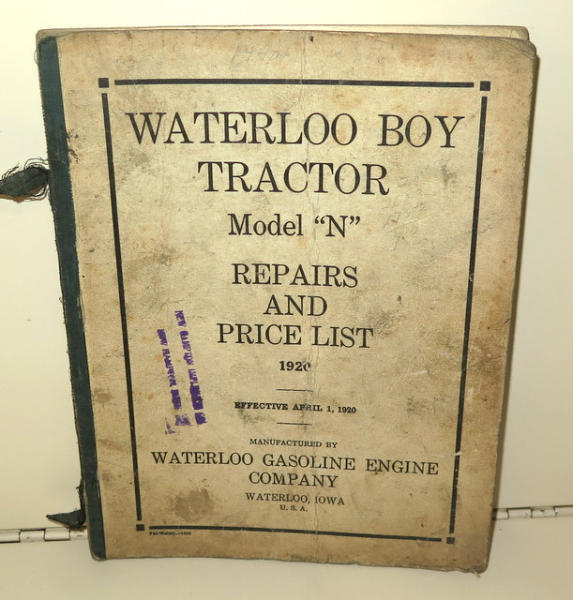 WATERLOO BOY
TRACTOR
Model “N”
REPAIRS
AND
PRICE LIST
1920
EFFECTIVE APRIL 1, 1920
MANUFACTURED BY
WATERLOO GASOLINE ENGINE
COMPANY
WATERLOO, IOWA
U. S. A.